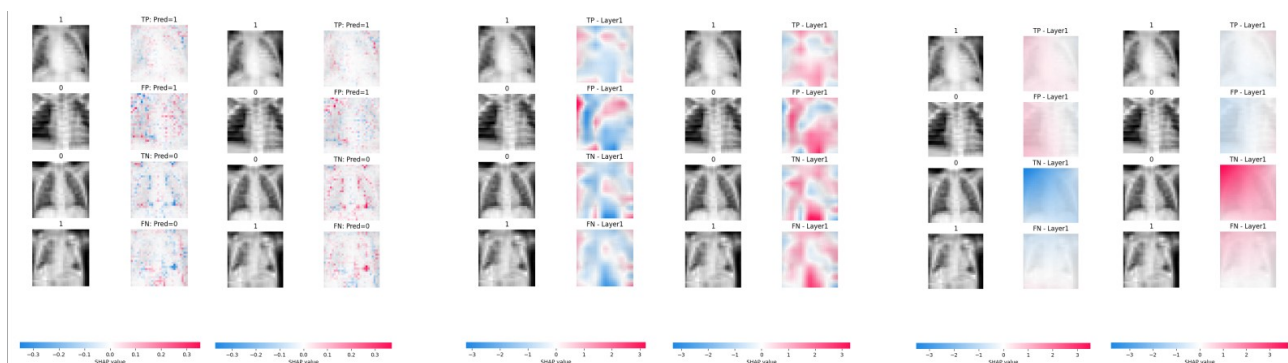 1 TP: Pred=1 1 TP: Pred=1
0 FP: Pred=1 0 FP: Pred=1
0 TN: Pred=0 0 TN: Pred=0
1 FN: Pred=0 1 FN: Pred=0
−0.3 −0.2 −0.1 0.0 0.1 0.2 0.3
SHAP value
−0.3 −0.2 −0.1 0.0 0.1 0.2 0.3
SHAP value
1 TP - Layer1 1 TP - Layer1
0 FP - Layer1 0 FP - Layer1
0 TN - Layer1 0 TN - Layer1
1 FN - Layer1 1 FN - Layer1
−3 −2 −1 0 1 2 3
SHAP value
−3 −2 −1 0 1 2 3
SHAP value
1 TP - Layer1 1 TP - Layer1
0 FP - Layer1 0 FP - Layer1
0 TN - Layer1 0 TN - Layer1
1 FN - Layer1 1 FN - Layer1
−3 −2 −1 0 1 2 3
SHAP value
−3 −2 −1 0 1 2 3
SHAP value